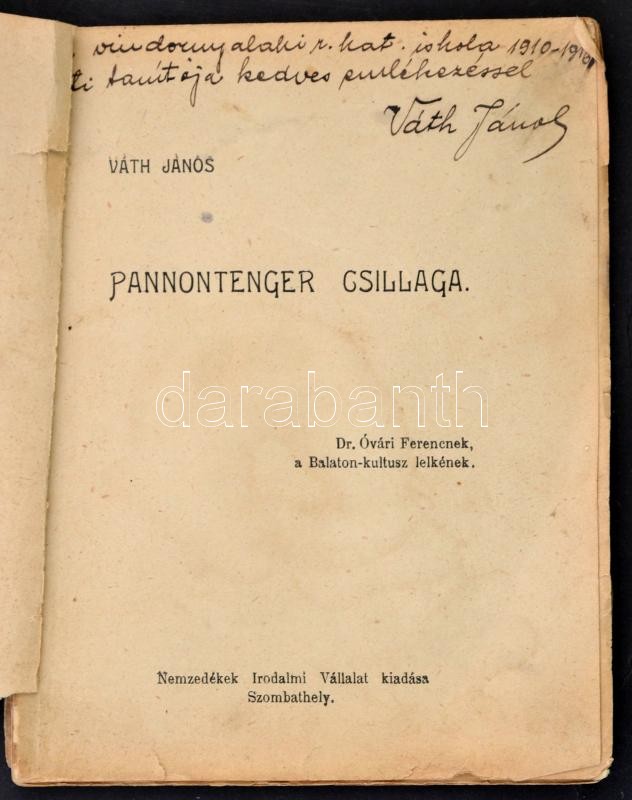 vindornyalaki r. kat. iskola 1910-
ti tanítója kedves emlékezéssel
Váth János
VÁTH JÁNOS
PANNONTENGER CSILLAGA.
darabanth
Dr. Óvári Ferencnek,
a Balaton-kultusz lelkének.
Nemzedékek Irodalmi Vállalat kiadása
Szombathely.